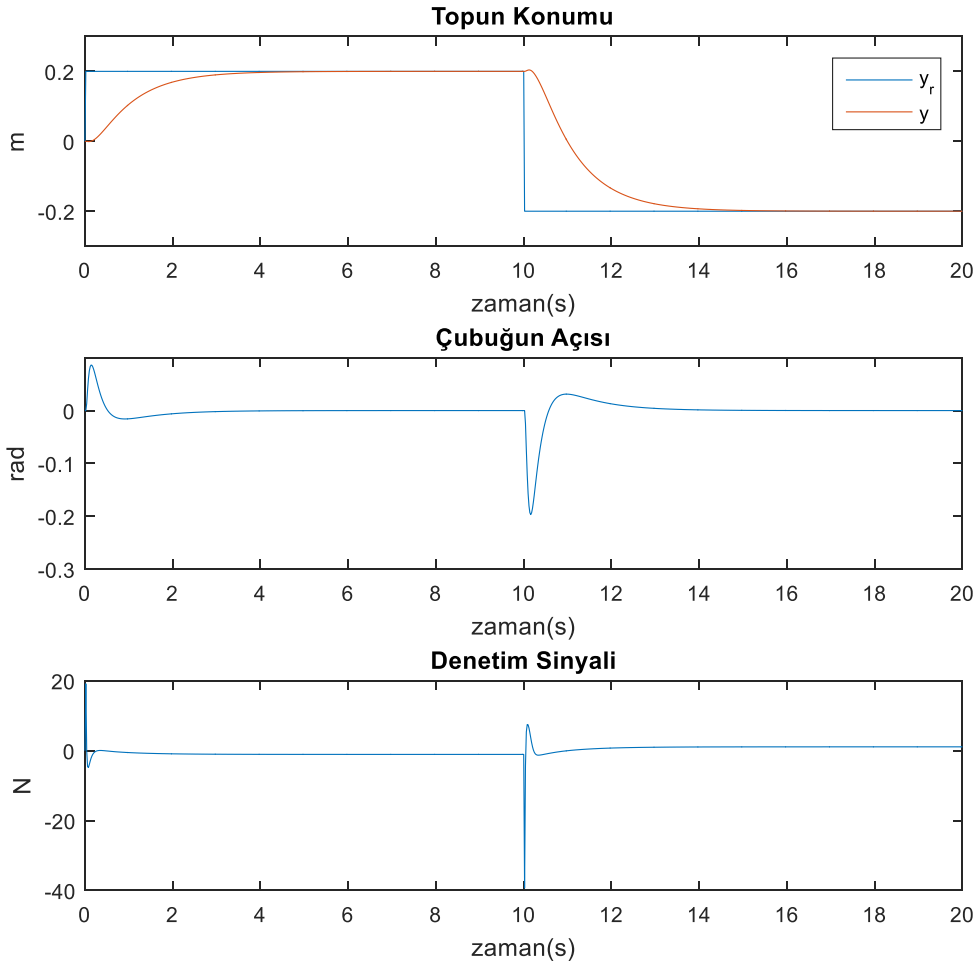 Topun Konumu
0.2
0
-0.2
m
y_r
y
0 2 4 6 8 10 12 14 16 18 20
zaman(s)
Çubuğun Açısı
0
-0.1
-0.2
-0.3
rad
0 2 4 6 8 10 12 14 16 18 20
zaman(s)
Denetim Sinyali
20
0
-20
-40
N
0 2 4 6 8 10 12 14 16 18 20
zaman(s)